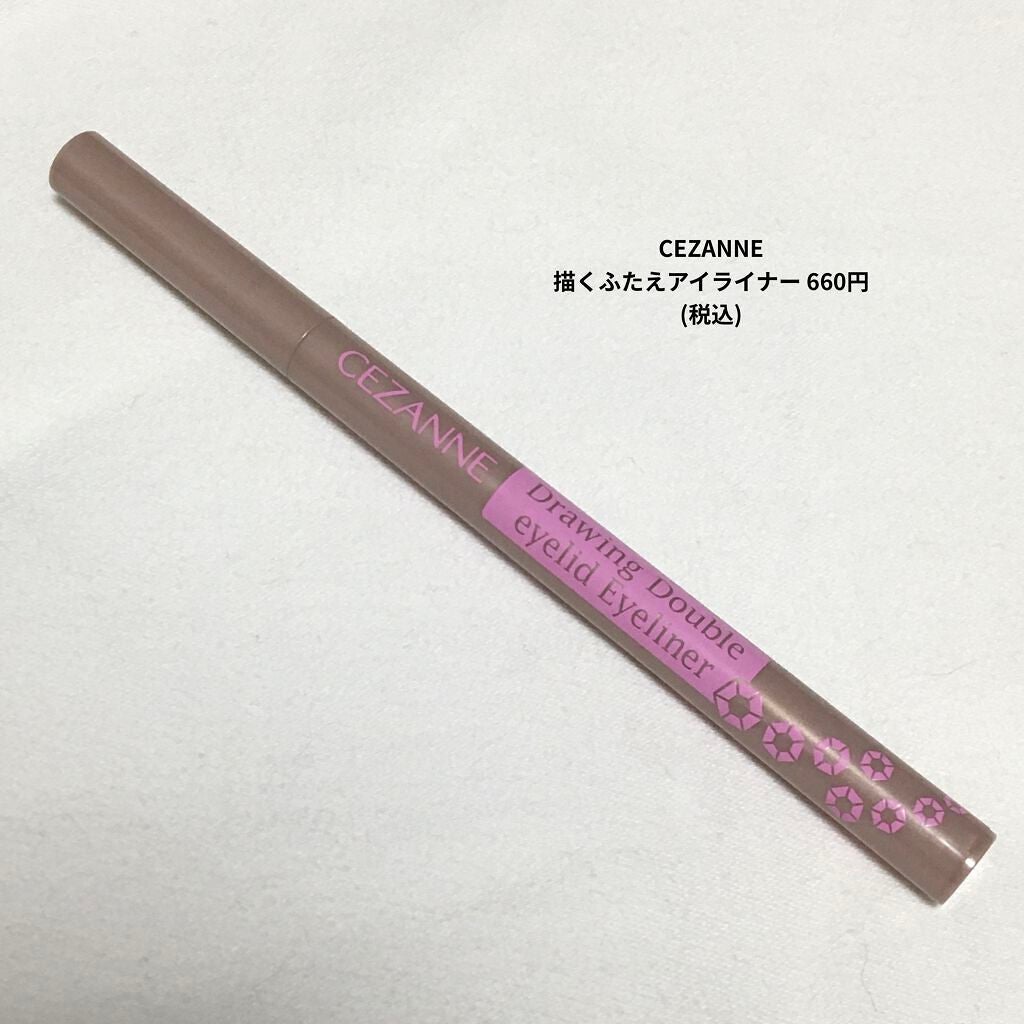 CEZANNE
描くふたえアイライナー 660円
(税込)
CEZANNE
Drawing Double
eyelid Eyeliner